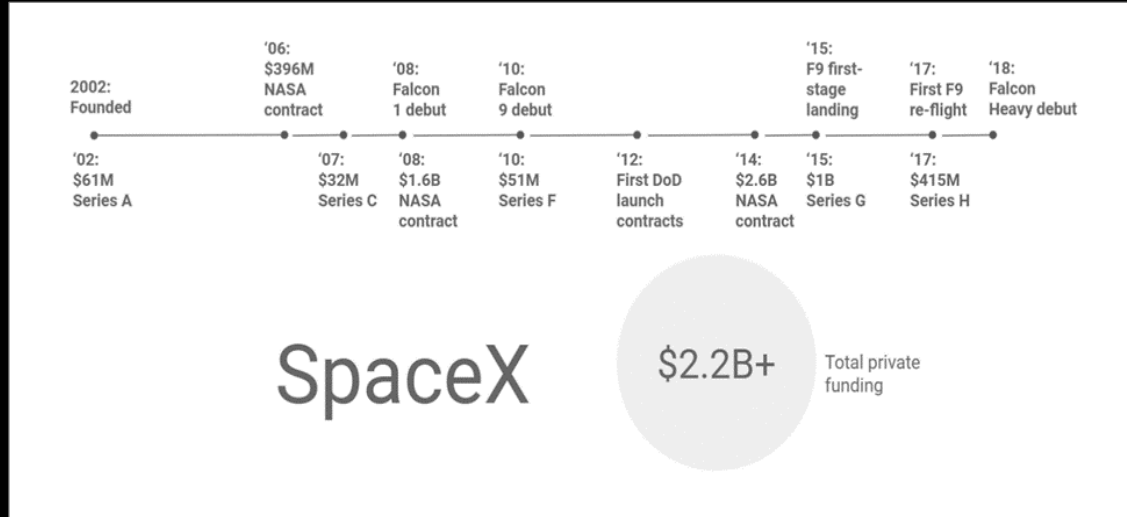 2002:
Founded
‘06:
$396M
NASA
contract
‘08:
Falcon
1 debut
‘10:
Falcon
9 debut
‘15:
F9 first-
stage
landing
‘17:
First F9
re-flight
‘18:
Falcon
Heavy debut
‘02:
$61M
Series A
‘07:
$32M
Series C
‘08:
$1.6B
NASA
contract
‘10:
$51M
Series F
‘12:
First DoD
launch
contracts
‘14:
$2.6B
NASA
contract
‘15:
$1B
Series G
‘17:
$415M
Series H
SpaceX
$2.2B+
Total private
funding